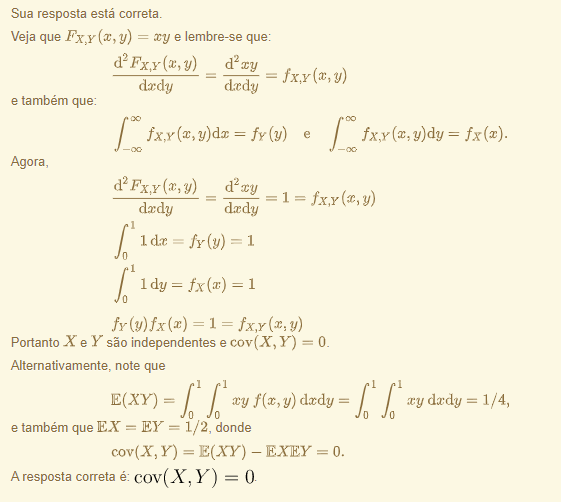 Sua resposta está correta.
Veja que $F_{X,Y}(x,y) = xy$ e lembre-se que:
$\frac{\mathrm{d}^2 F_{X,Y}(x,y)}{\mathrm{d}x\mathrm{d}y} = \frac{\mathrm{d}^2 xy}{\mathrm{d}x\mathrm{d}y} = f_{X,Y}(x,y)$
e também que:
$\int_{-\infty}^{\infty} f_{X,Y}(x,y)\mathrm{d}x = f_Y(y) \quad \text{e} \quad \int_{-\infty}^{\infty} f_{X,Y}(x,y)\mathrm{d}y = f_X(x).$
Agora,
$\frac{\mathrm{d}^2 F_{X,Y}(x,y)}{\mathrm{d}x\mathrm{d}y} = \frac{\mathrm{d}^2 xy}{\mathrm{d}x\mathrm{d}y} = 1 = f_{X,Y}(x,y)$
$\int_0^1 1\,\mathrm{d}x = f_Y(y) = 1$
$\int_0^1 1\,\mathrm{d}y = f_X(x) = 1$
$f_Y(y)f_X(x) = 1 = f_{X,Y}(x,y)$
Portanto $X$ e $Y$ são independentes e $\mathrm{cov}(X,Y) = 0$.
Alternativamente, note que
$\mathbb{E}(XY) = \int_0^1 \int_0^1 xy\, f(x,y)\,\mathrm{d}x\mathrm{d}y = \int_0^1 \int_0^1 xy\,\mathrm{d}x\mathrm{d}y = 1/4,$
e também que $\mathbb{E}X = \mathbb{E}Y = 1/2$, donde
$\mathrm{cov}(X,Y) = \mathbb{E}(XY) - \mathbb{E}X\mathbb{E}Y = 0.$
A resposta correta é: $\mathrm{cov}(X,Y) = 0$.